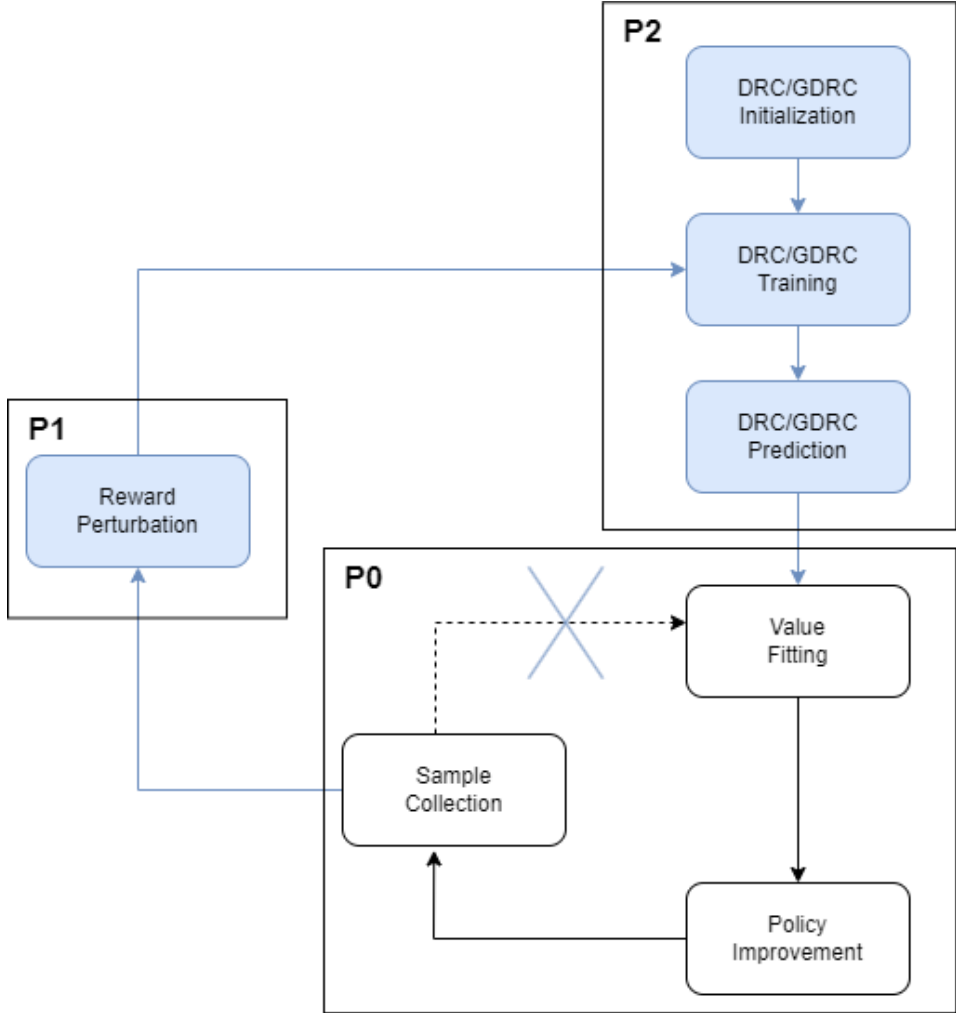 P2
DRC/GDRC
Initialization
DRC/GDRC
Training
DRC/GDRC
Prediction
P1
Reward
Perturbation
P0
Value
Fitting
Sample
Collection
Policy
Improvement